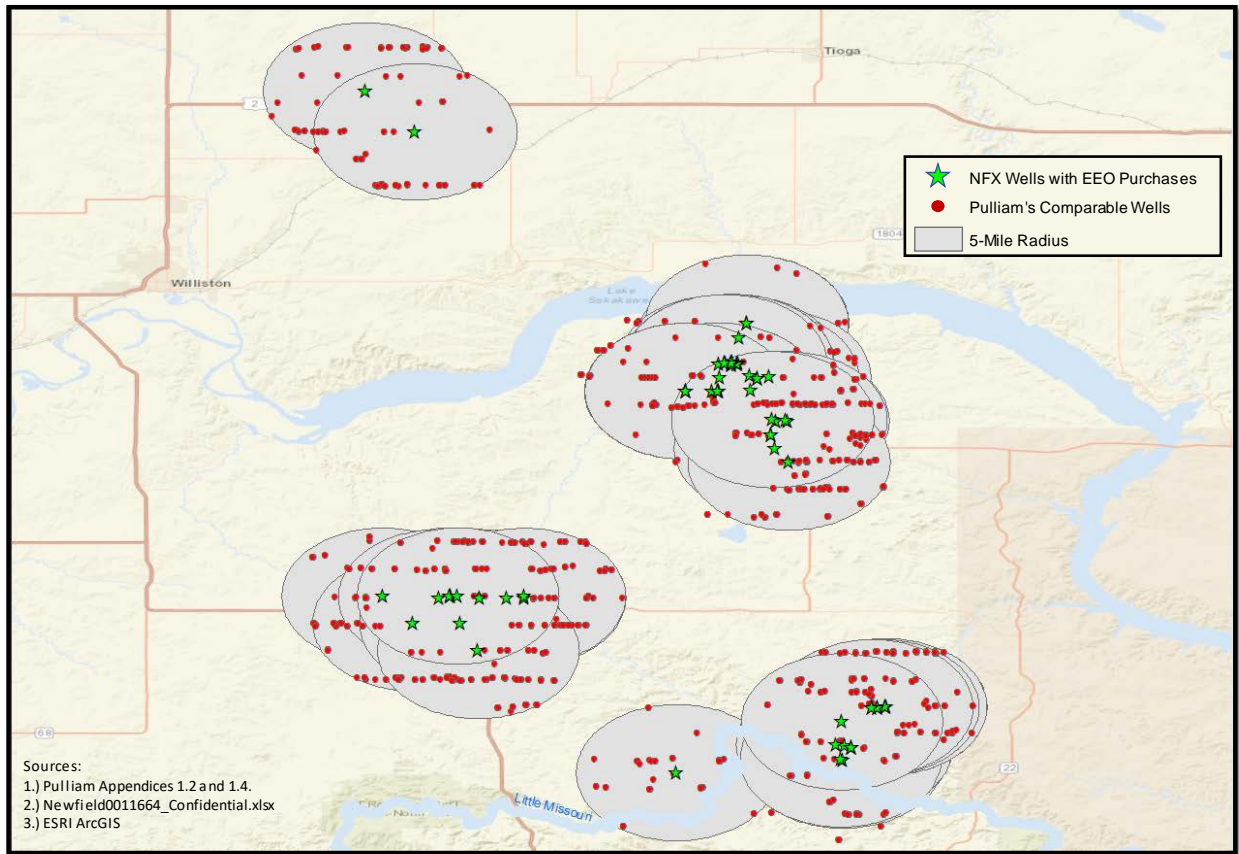 Tioga
2
NFX Wells with EEO Purchases
Pulliam's Comparable Wells
5-Mile Radius
1804
Williston
Lake
Sakakawe
68
22
Little Missouri
Sources:
1.) Pulliam Appendices 1.2 and 1.4.
2.) Newfield0011664_Confidential.xlsx
3.) ESRI ArcGIS